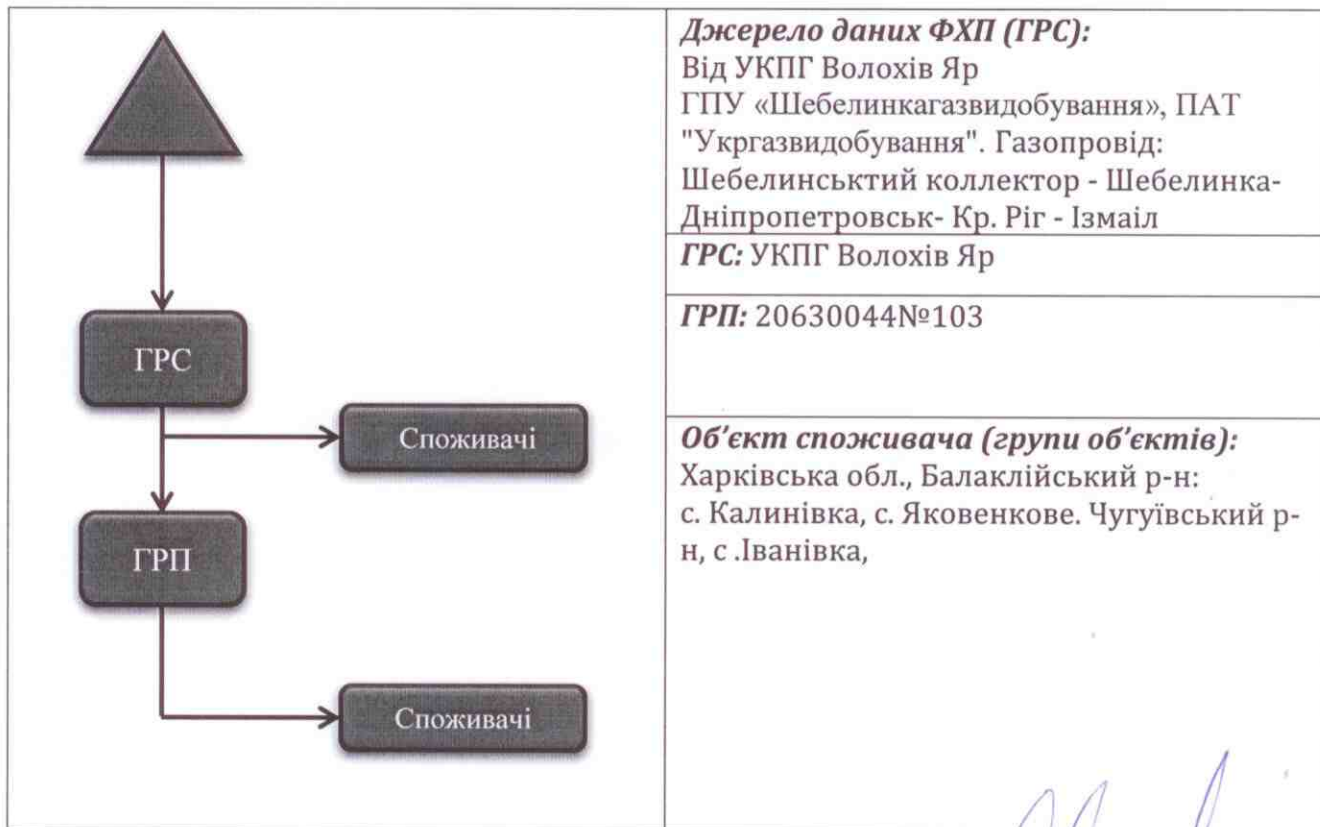 ГРС
Споживачі
ГРП
Споживачі
Джерело даних ФХП (ГРС):
Від УКПГ Волохів Яр
ГПУ «Шебелинкагазвидобування», ПАТ
"Укргазвидобування". Газопровід:
Шебелинськтий коллектор - Шебелинка-
Дніпропетровськ- Кр. Ріг - Ізмаіл
ГРС: УКПГ Волохів Яр
ГРП: 20630044№103
Об’єкт споживача (групи об’єктів):
Харківська обл., Балаклійський р-н:
с. Калинівка, с. Яковенкове. Чугуївський р-
н, с .Іванівка,